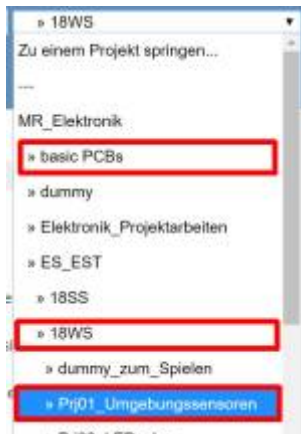 » 18WS
Zu einem Projekt springen...
---
MR_Elektronik
» basic PCBs
» dummy
» Elektronik_Projektarbeiten
» ES_EST
» 18SS
» 18WS
» dummy_zum_Spielen
» Prj01_Umgebungssensoren